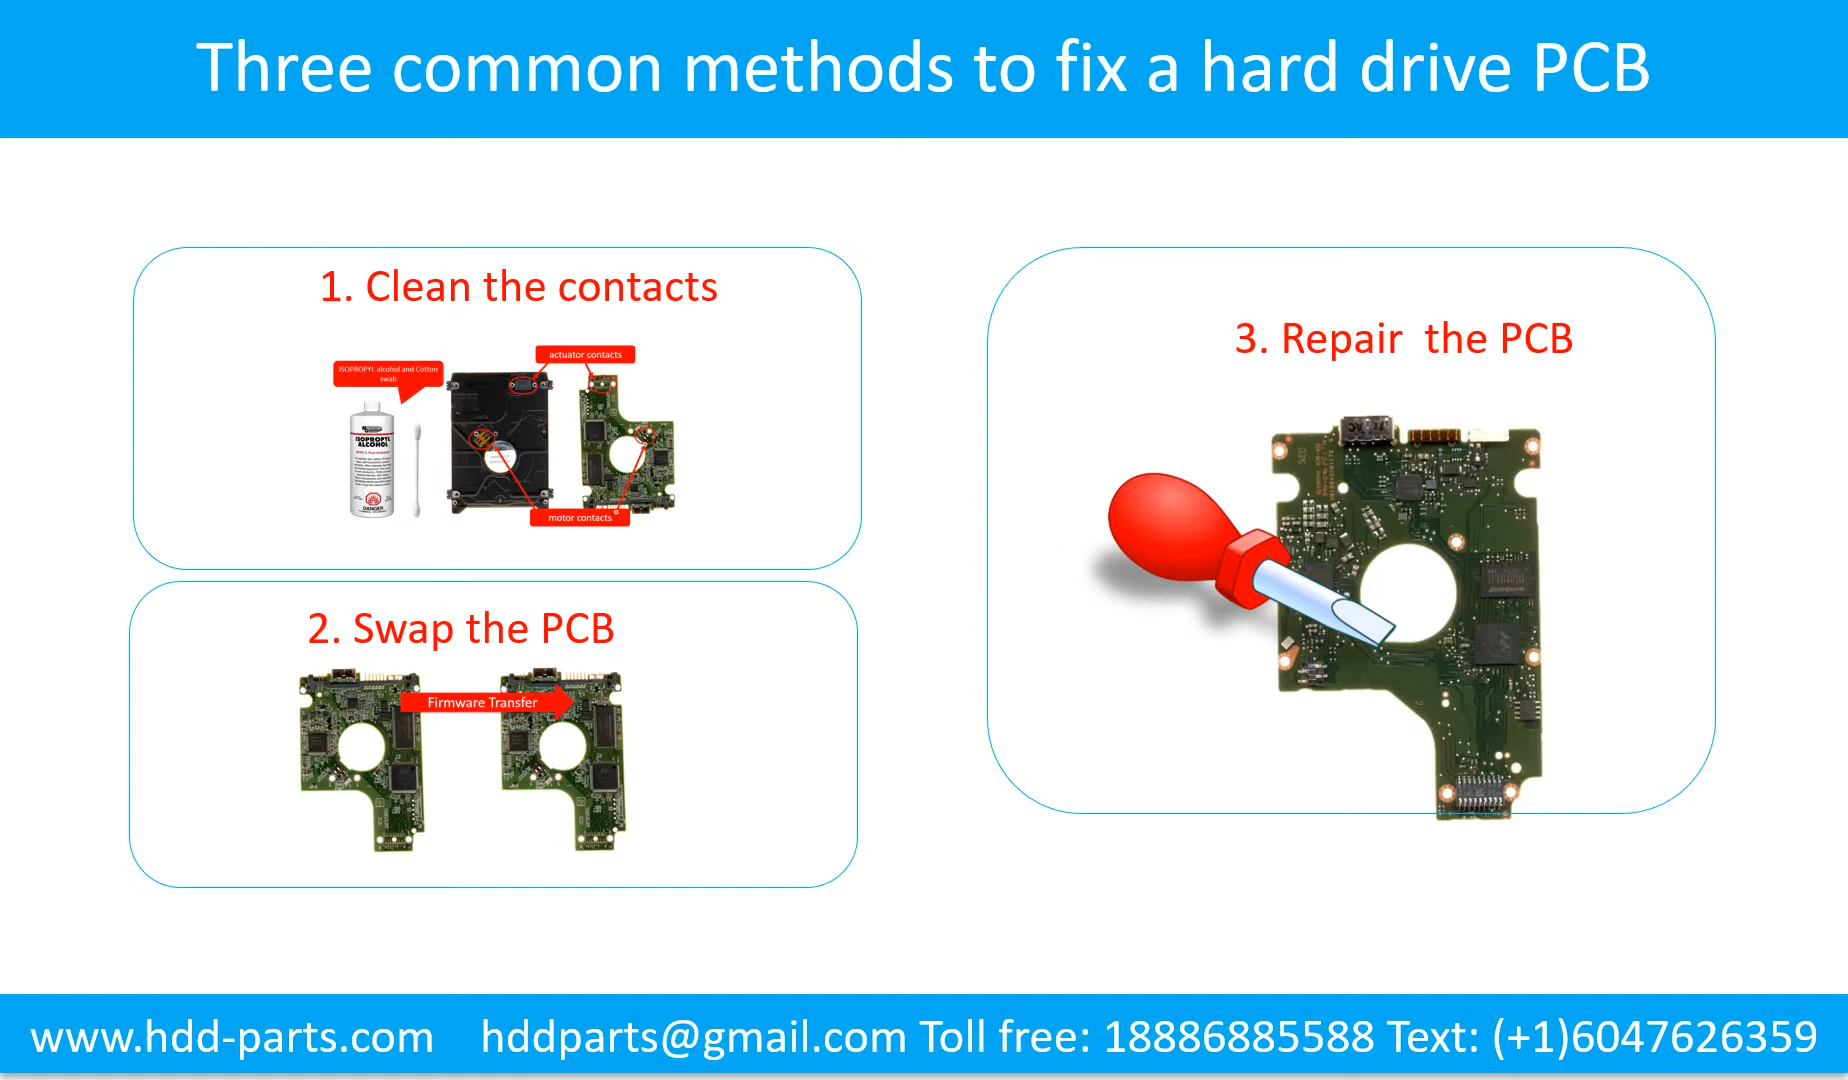 Three common methods to fix a hard drive PCB
1. Clean the contacts
actuator contacts
ISOPROPYL alcohol and Cotton
swab
ISOPROPYL
ALCOHOL
DANGER
motor contacts
2. Swap the PCB
Firmware Transfer
3. Repair the PCB
www.hdd-parts.com hddparts@gmail.com Toll free: 18886885588 Text: (+1)6047626359